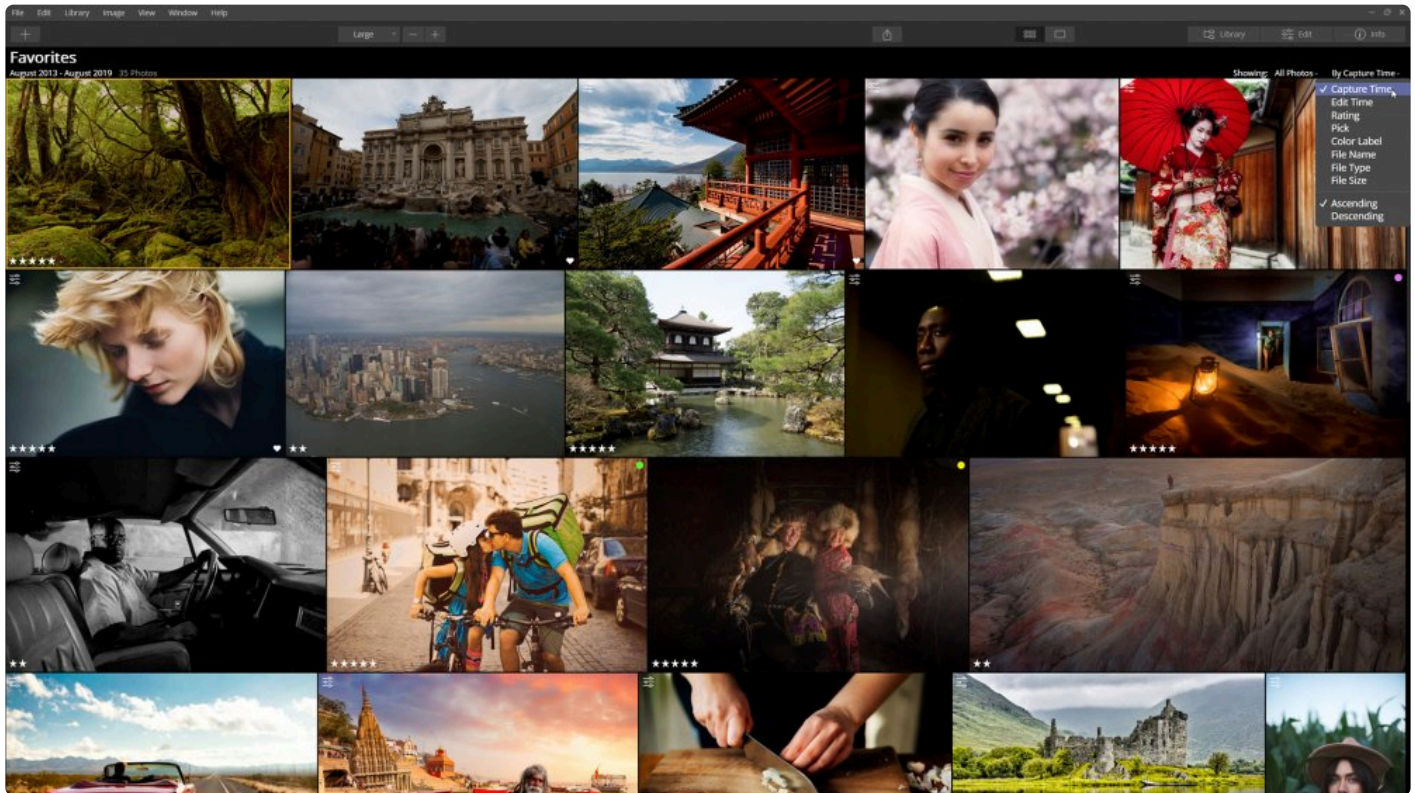 File Edit Library Image View Window Help
Large
Library Edit Info
Favorites
August 2013 - August 2019 35 Photos
Showing: All Photos By Capture Time
Capture Time
Edit Time
Rating
Pick
Color Label
File Name
File Type
File Size
Ascending
Descending